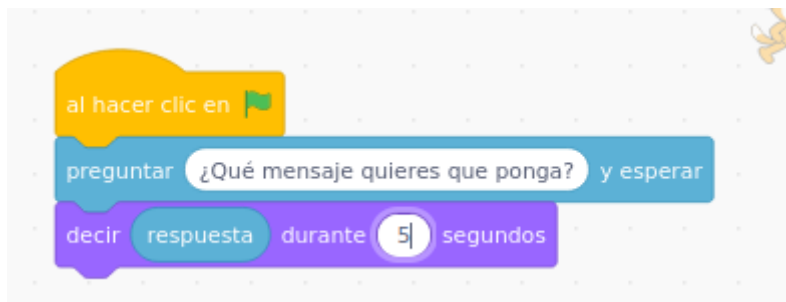 al hacer clic en
preguntar ¿Qué mensaje quieres que ponga? y esperar
decir respuesta durante 5 segundos